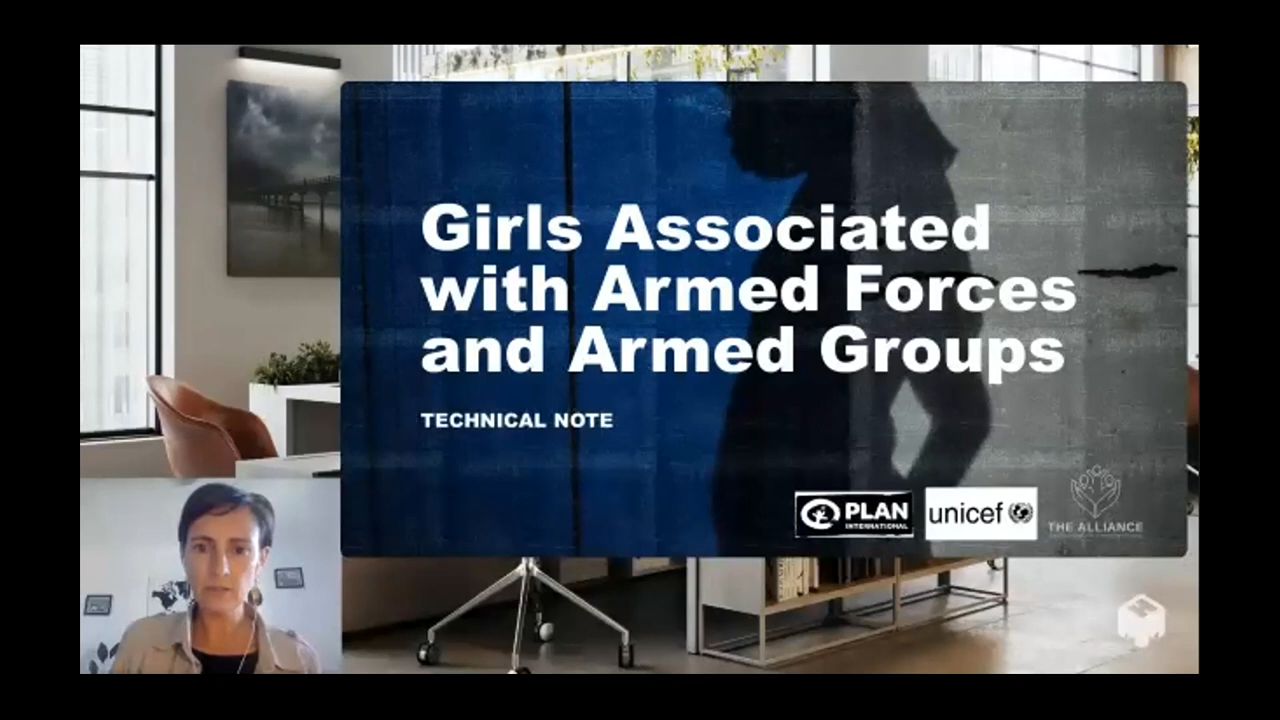 Girls Associated
with Armed Forces
and Armed Groups
TECHNICAL NOTE
PLAN
INTERNATIONAL
unicef
THE ALLIANCE